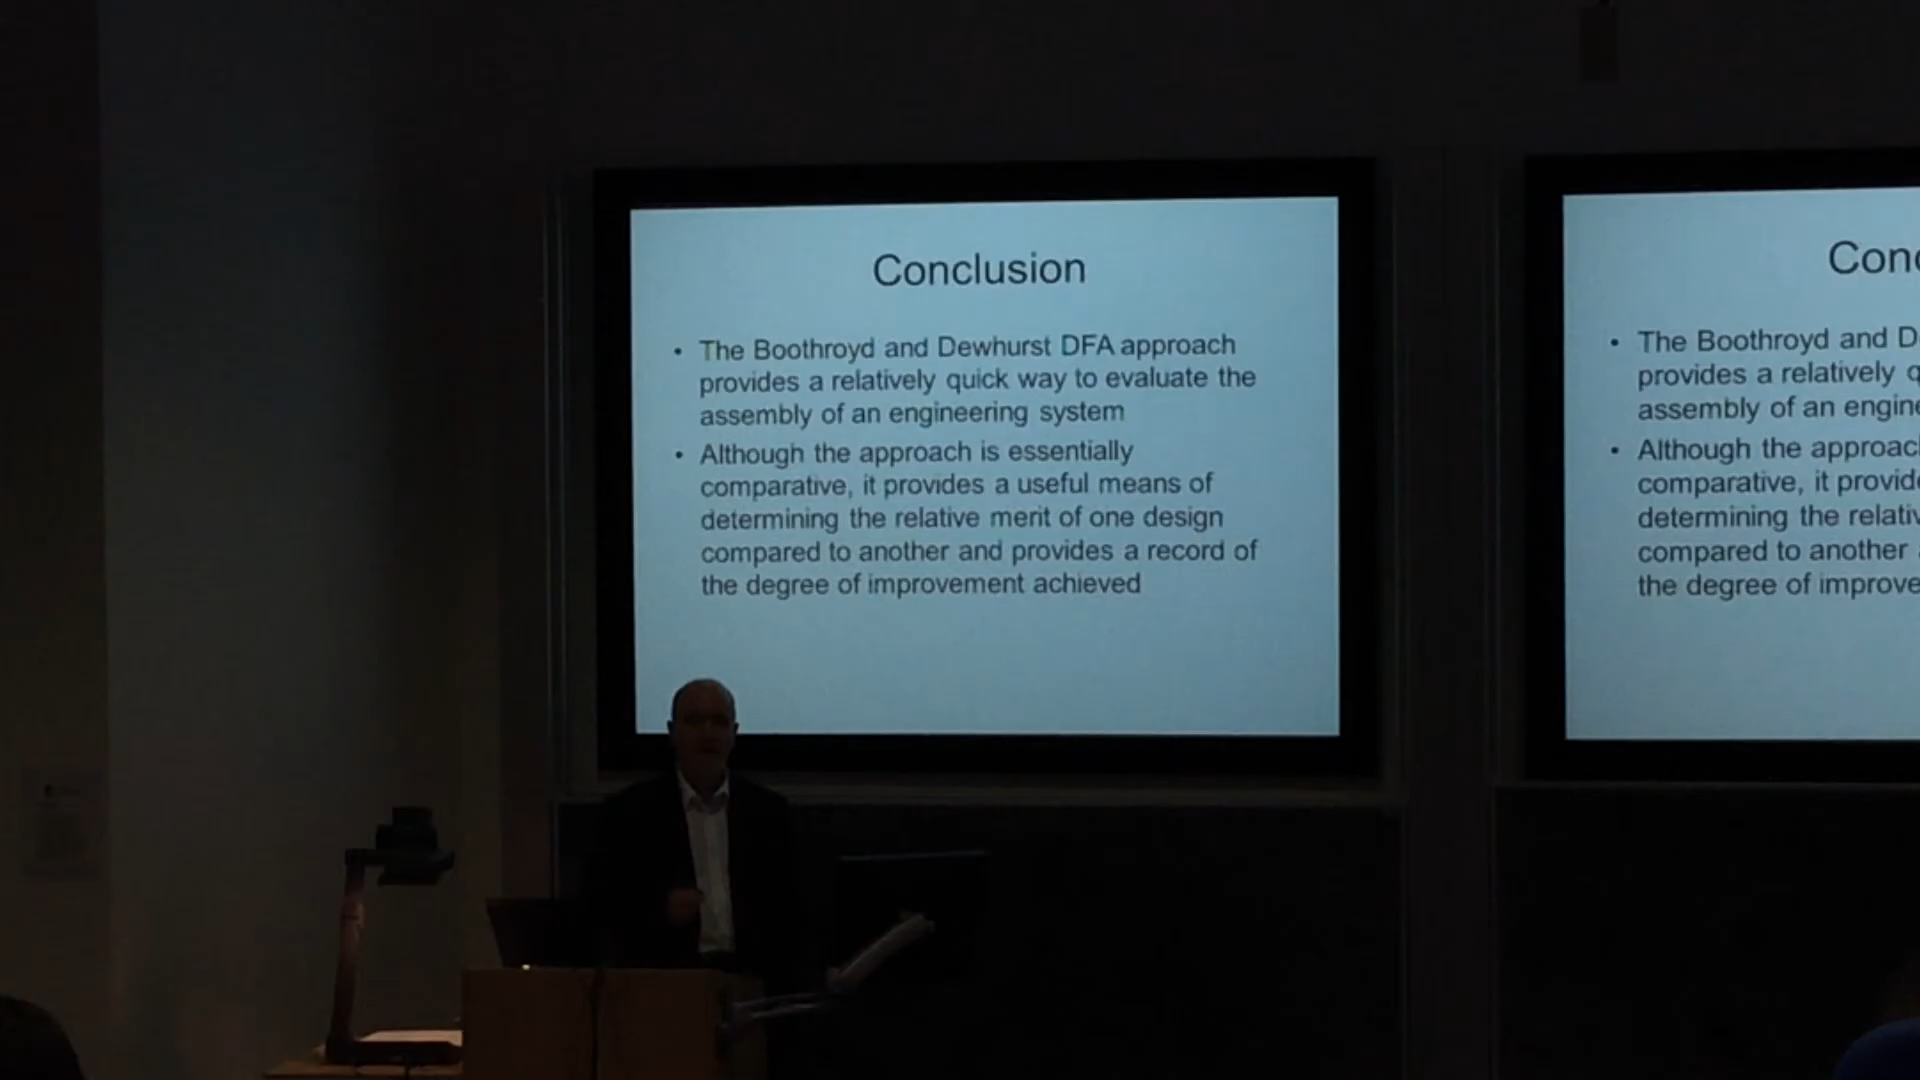 Conclusion
• The Boothroyd and Dewhurst DFA approach
provides a relatively quick way to evaluate the
assembly of an engineering system
• Although the approach is essentially
comparative, it provides a useful means of
determining the relative merit of one design
compared to another and provides a record of
the degree of improvement achieved
Conc
• The Boothroyd and D
provides a relatively q
assembly of an engine
• Although the approach
comparative, it provide
determining the relativ
compared to another
the degree of improve